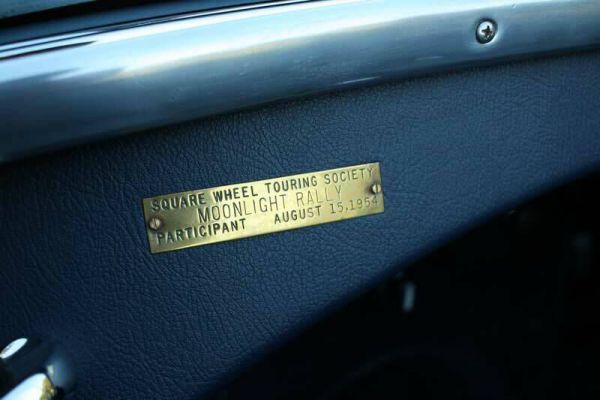 SQUARE WHEEL TOURING SOCIETY
MOONLIGHT RALLY
PARTICIPANT AUGUST 15, 1954